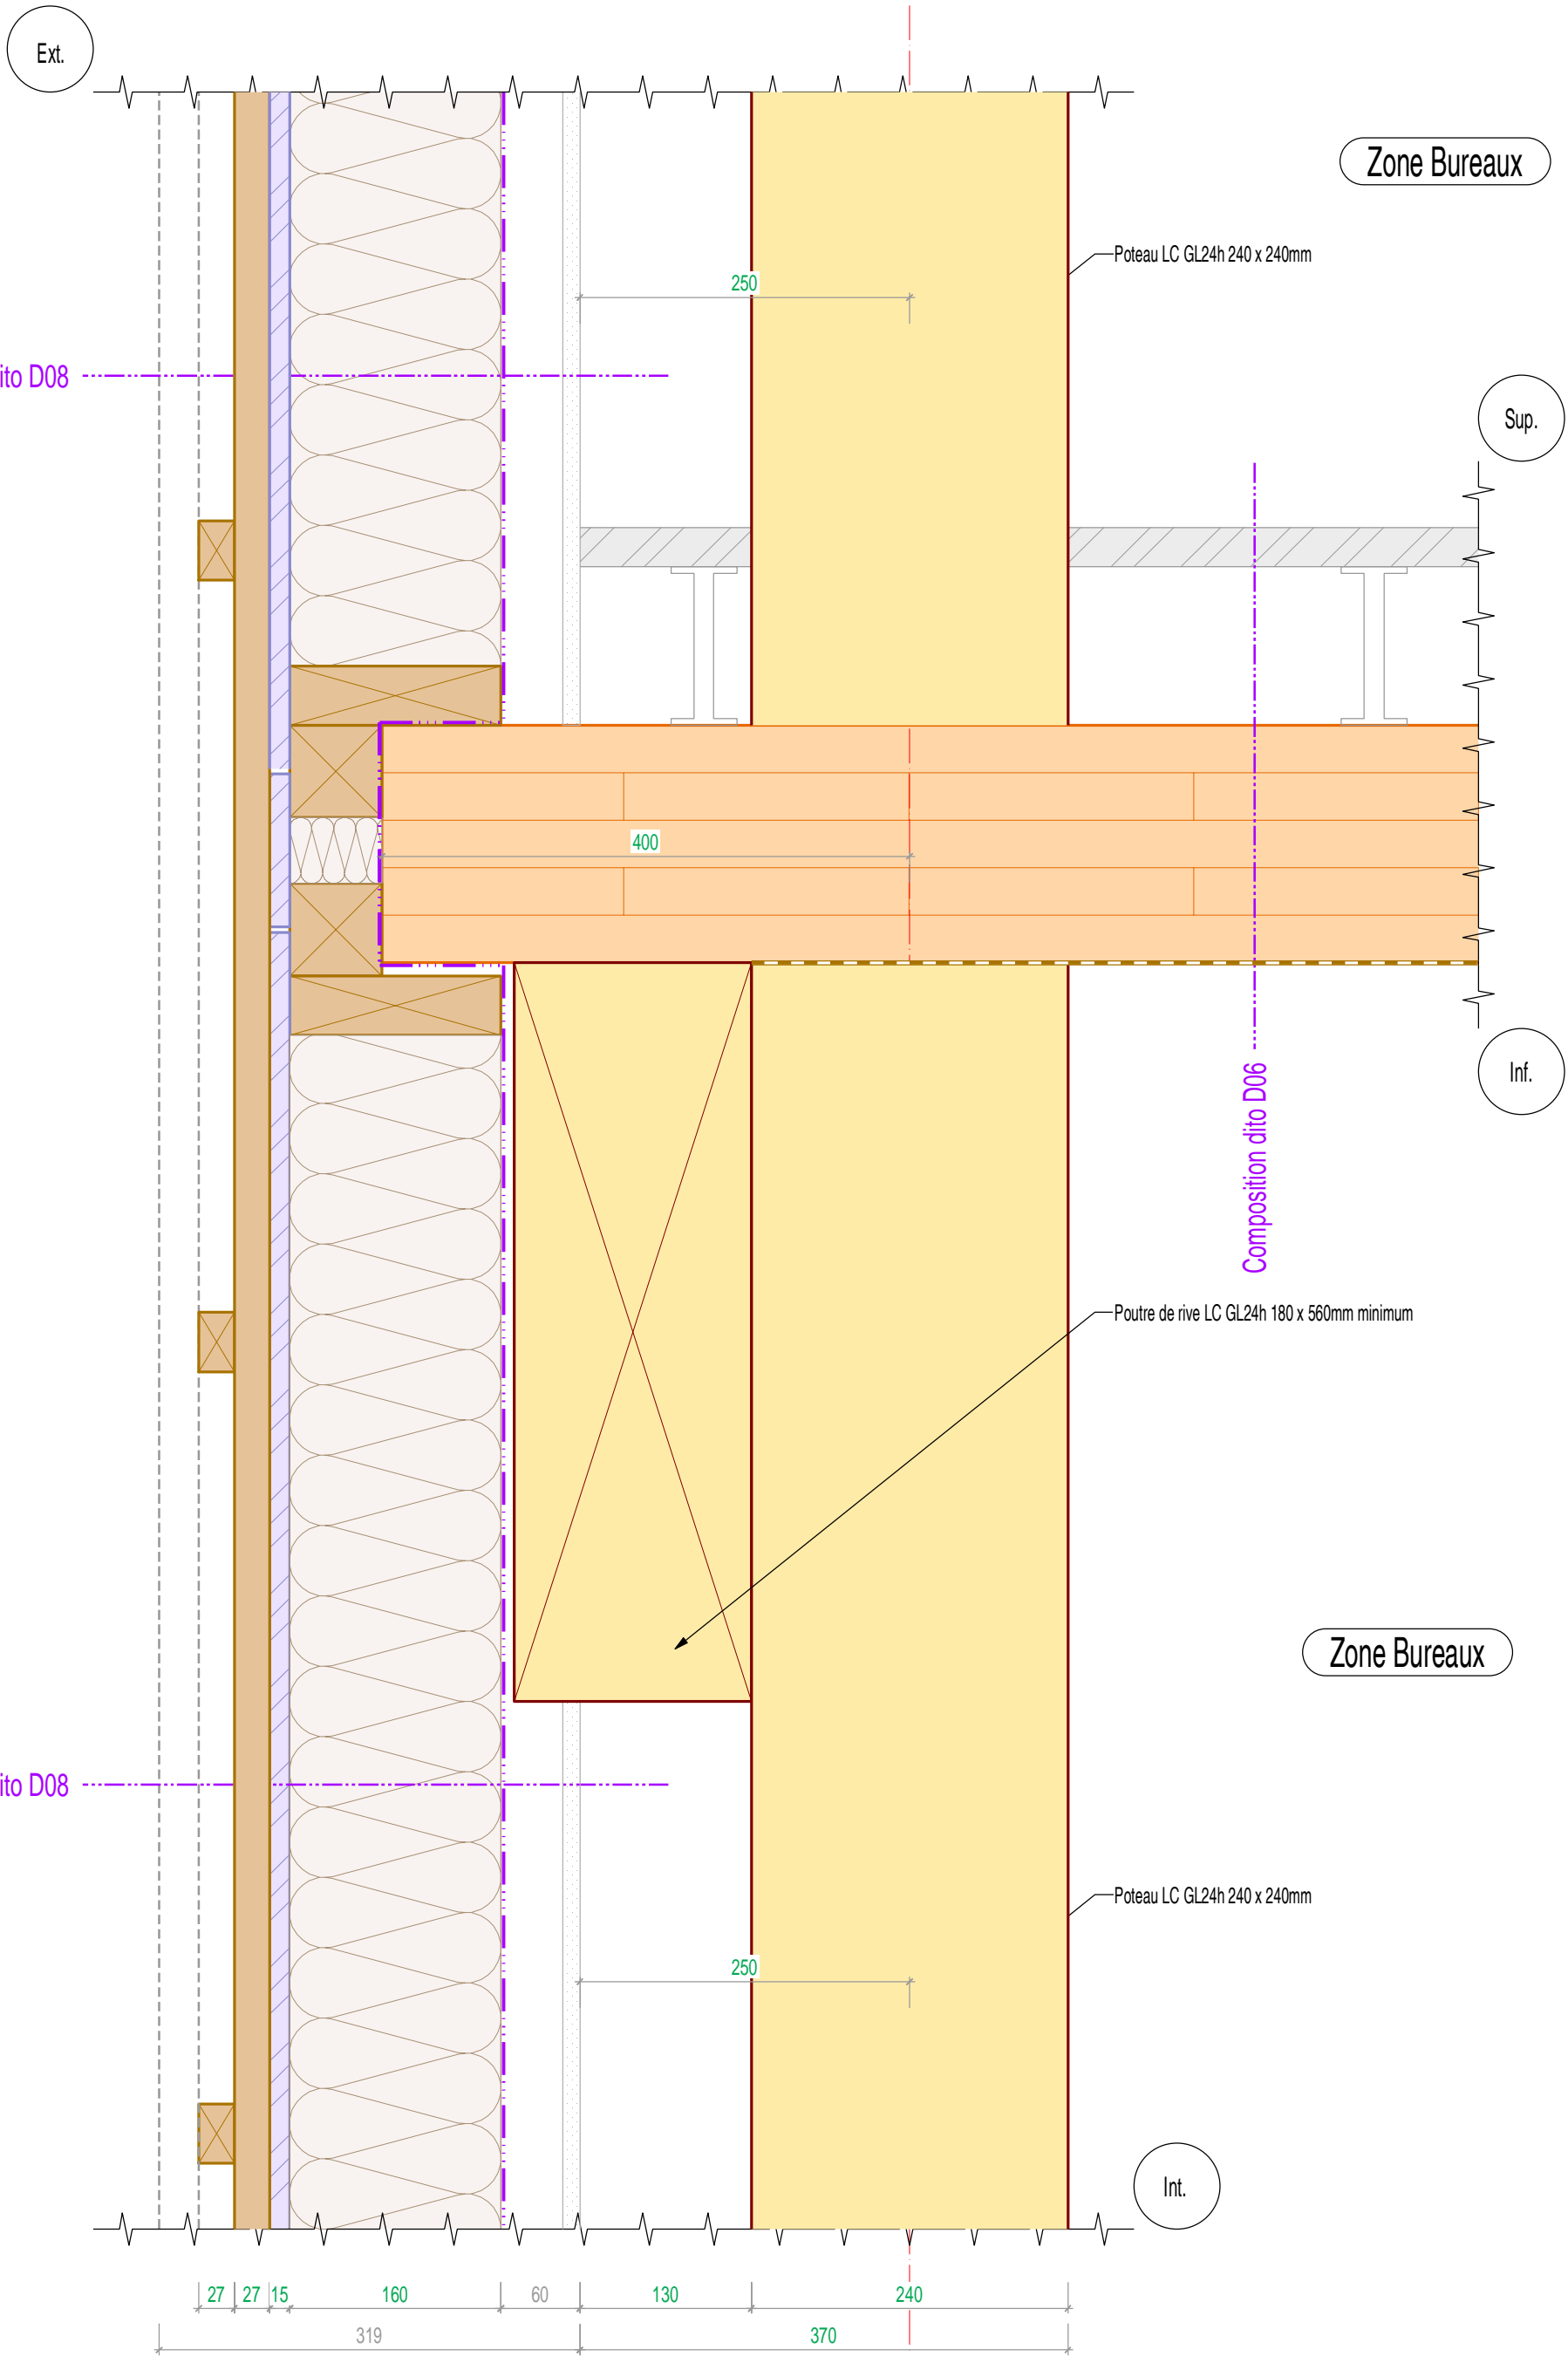 Ext.
Zone Bureaux
Poteau LC GL24h 240 x 240mm
250
ito D08
Sup.
400
Inf.
Composition dito D06
Poutre de rive LC GL24h 180 x 560mm minimum
Zone Bureaux
ito D08
Poteau LC GL24h 240 x 240mm
250
Int.
27 27 15 160 60 130 240
319 370